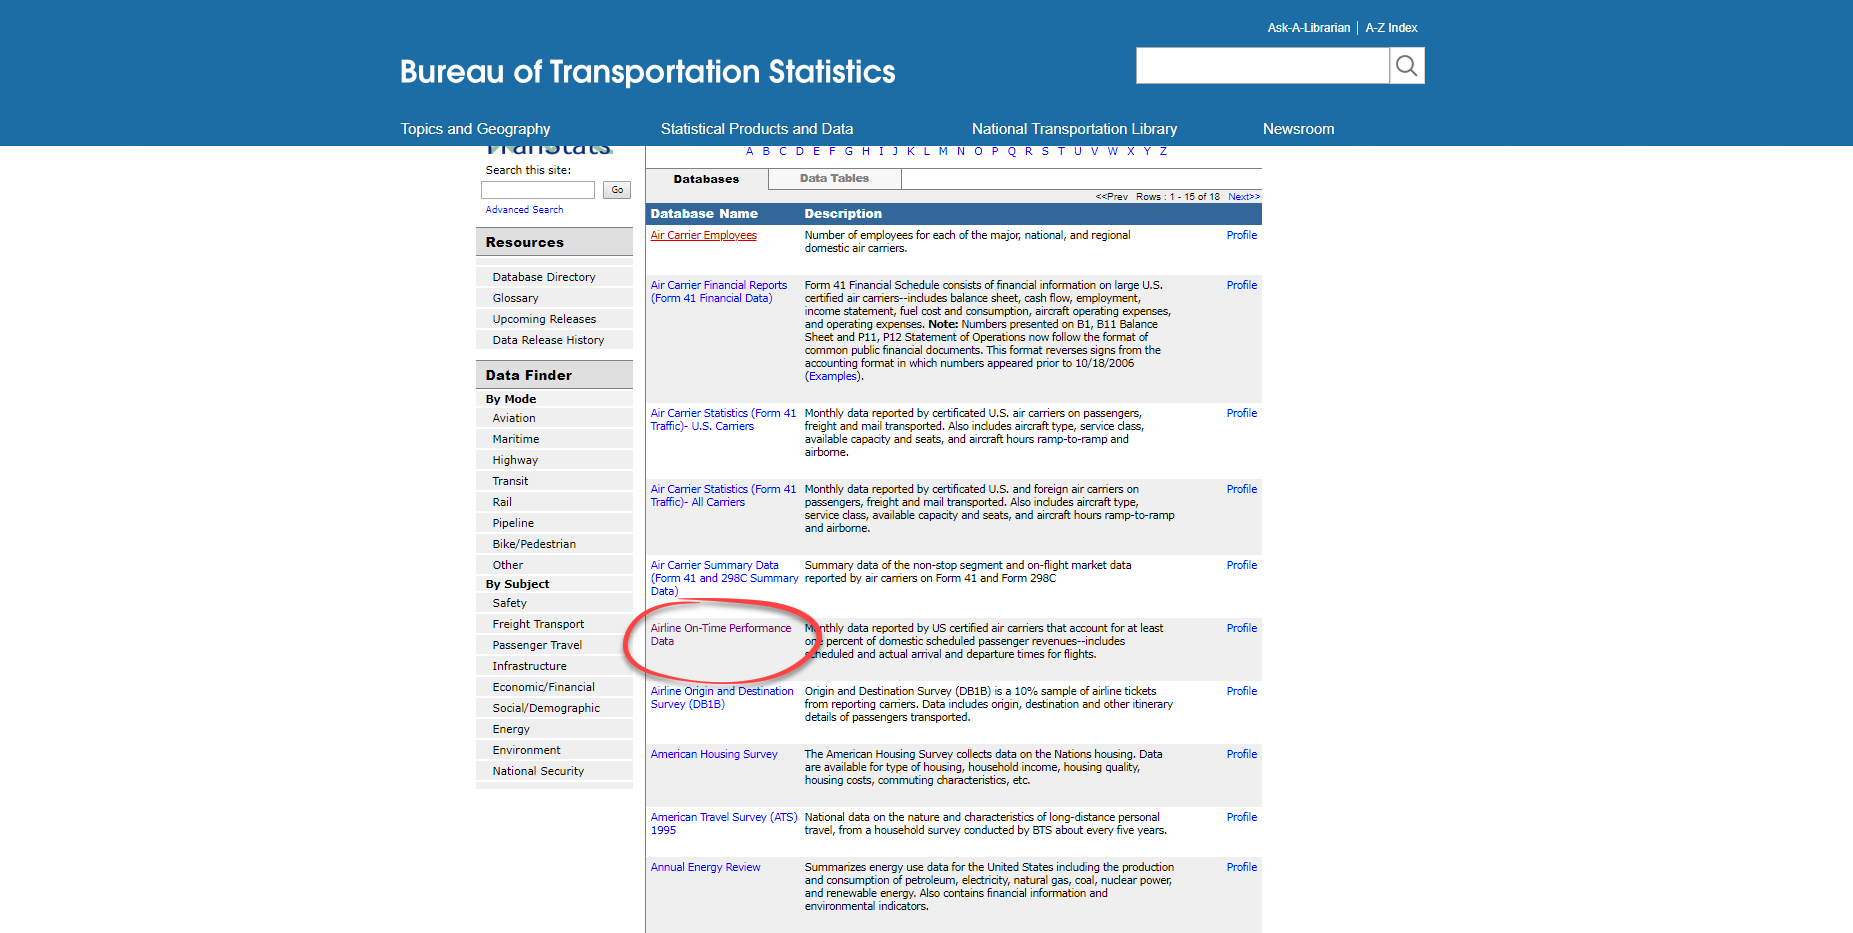 Ask-A-Librarian | A-Z Index
Bureau of Transportation Statistics
Topics and Geography
Statistical Products and Data
National Transportation Library
Newsroom
TranStats
Search this site:
Go
Advanced Search
Resources
Database Directory
Glossary
Upcoming Releases
Data Release History
Data Finder
By Mode
Aviation
Maritime
Highway
Transit
Rail
Pipeline
Bike/Pedestrian
Other
By Subject
Safety
Freight Transport
Passenger Travel
Infrastructure
Economic/Financial
Social/Demographic
Energy
Environment
National Security
A B C D E F G H I J K L M N O P Q R S T U V W X Y Z
Databases
Data Tables
<<Prev Rows : 1 - 15 of 18 Next>>
Database Name Description
Air Carrier Employees
Number of employees for each of the major, national, and regional
domestic air carriers.
Profile
Air Carrier Financial Reports
(Form 41 Financial Data)
Form 41 Financial Schedule consists of financial information on large U.S.
certified air carriers--includes balance sheet, cash flow, employment,
income statement, fuel cost and consumption, aircraft operating expenses,
and operating expenses. Note: Numbers presented on B1, B11 Balance
Sheet and P11, P12 Statement of Operations now follow the format of
common public financial documents. This format reverses signs from the
accounting format in which numbers appeared prior to 10/18/2006
(Examples).
Profile
Air Carrier Statistics (Form 41
Traffic)- U.S. Carriers
Monthly data reported by certificated U.S. air carriers on passengers,
freight and mail transported. Also includes aircraft type, service class,
available capacity and seats, and aircraft hours ramp-to-ramp and
airborne.
Profile
Air Carrier Statistics (Form 41
Traffic)- All Carriers
Monthly data reported by certificated U.S. and foreign air carriers on
passengers, freight and mail transported. Also includes aircraft type,
service class, available capacity and seats, and aircraft hours ramp-to-ramp
and airborne.
Profile
Air Carrier Summary Data
(Form 41 and 298C Summary
Data)
Summary data of the non-stop segment and on-flight market data
reported by air carriers on Form 41 and Form 298C
Profile
Airline On-Time Performance
Data
Monthly data reported by US certified air carriers that account for at least
one percent of domestic scheduled passenger revenues--includes
scheduled and actual arrival and departure times for flights.
Profile
Airline Origin and Destination
Survey (DB1B)
Origin and Destination Survey (DB1B) is a 10% sample of airline tickets
from reporting carriers. Data includes origin, destination and other itinerary
details of passengers transported.
Profile
American Housing Survey
The American Housing Survey collects data on the Nations housing. Data
are available for type of housing, household income, housing quality,
housing costs, commuting characteristics, etc.
Profile
American Travel Survey (ATS)
1995
National data on the nature and characteristics of long-distance personal
travel, from a household survey conducted by BTS about every five years.
Profile
Annual Energy Review
Summarizes energy use data for the United States including the production
and consumption of petroleum, electricity, natural gas, coal, nuclear power,
and renewable energy. Also contains financial information and
environmental indicators.
Profile